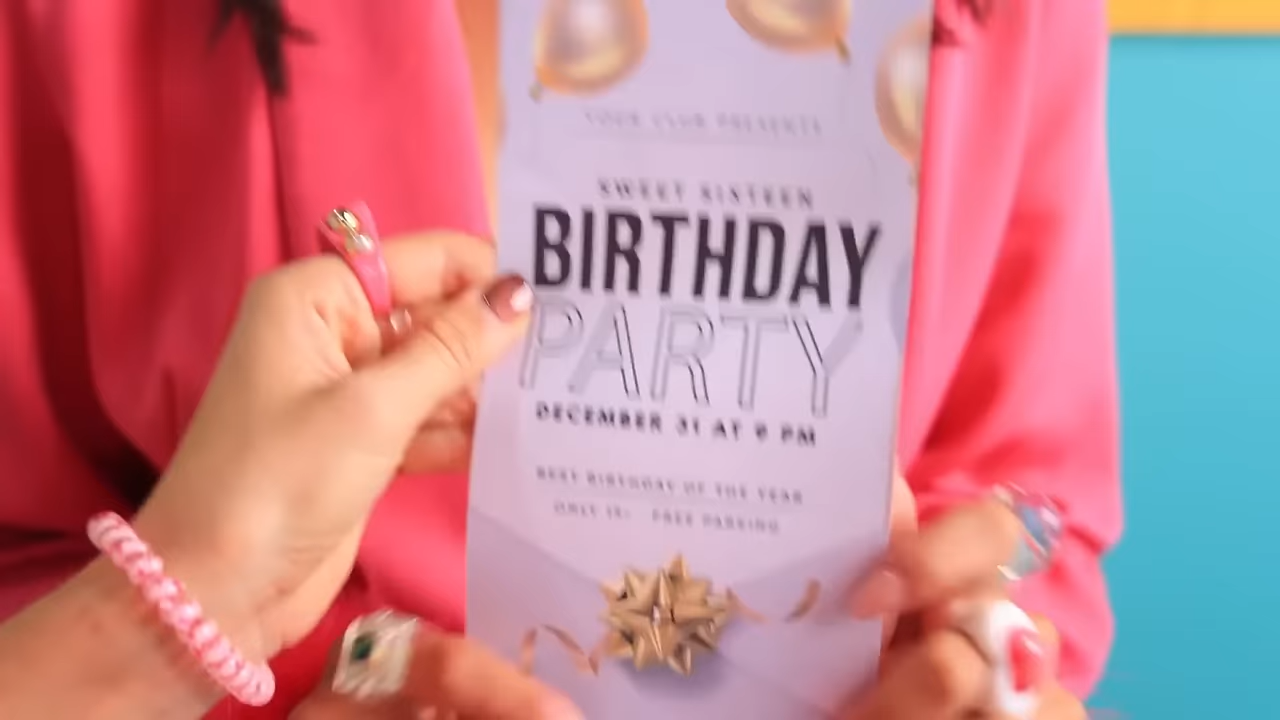 YOUR CLUB PRESENTS
SWEET SIXTEEN
BIRTHDAY
PARTY
DECEMBER 31 AT 9 PM
BEST BIRTHDAY OF THE YEAR
ONLY 18+ FREE PARKING